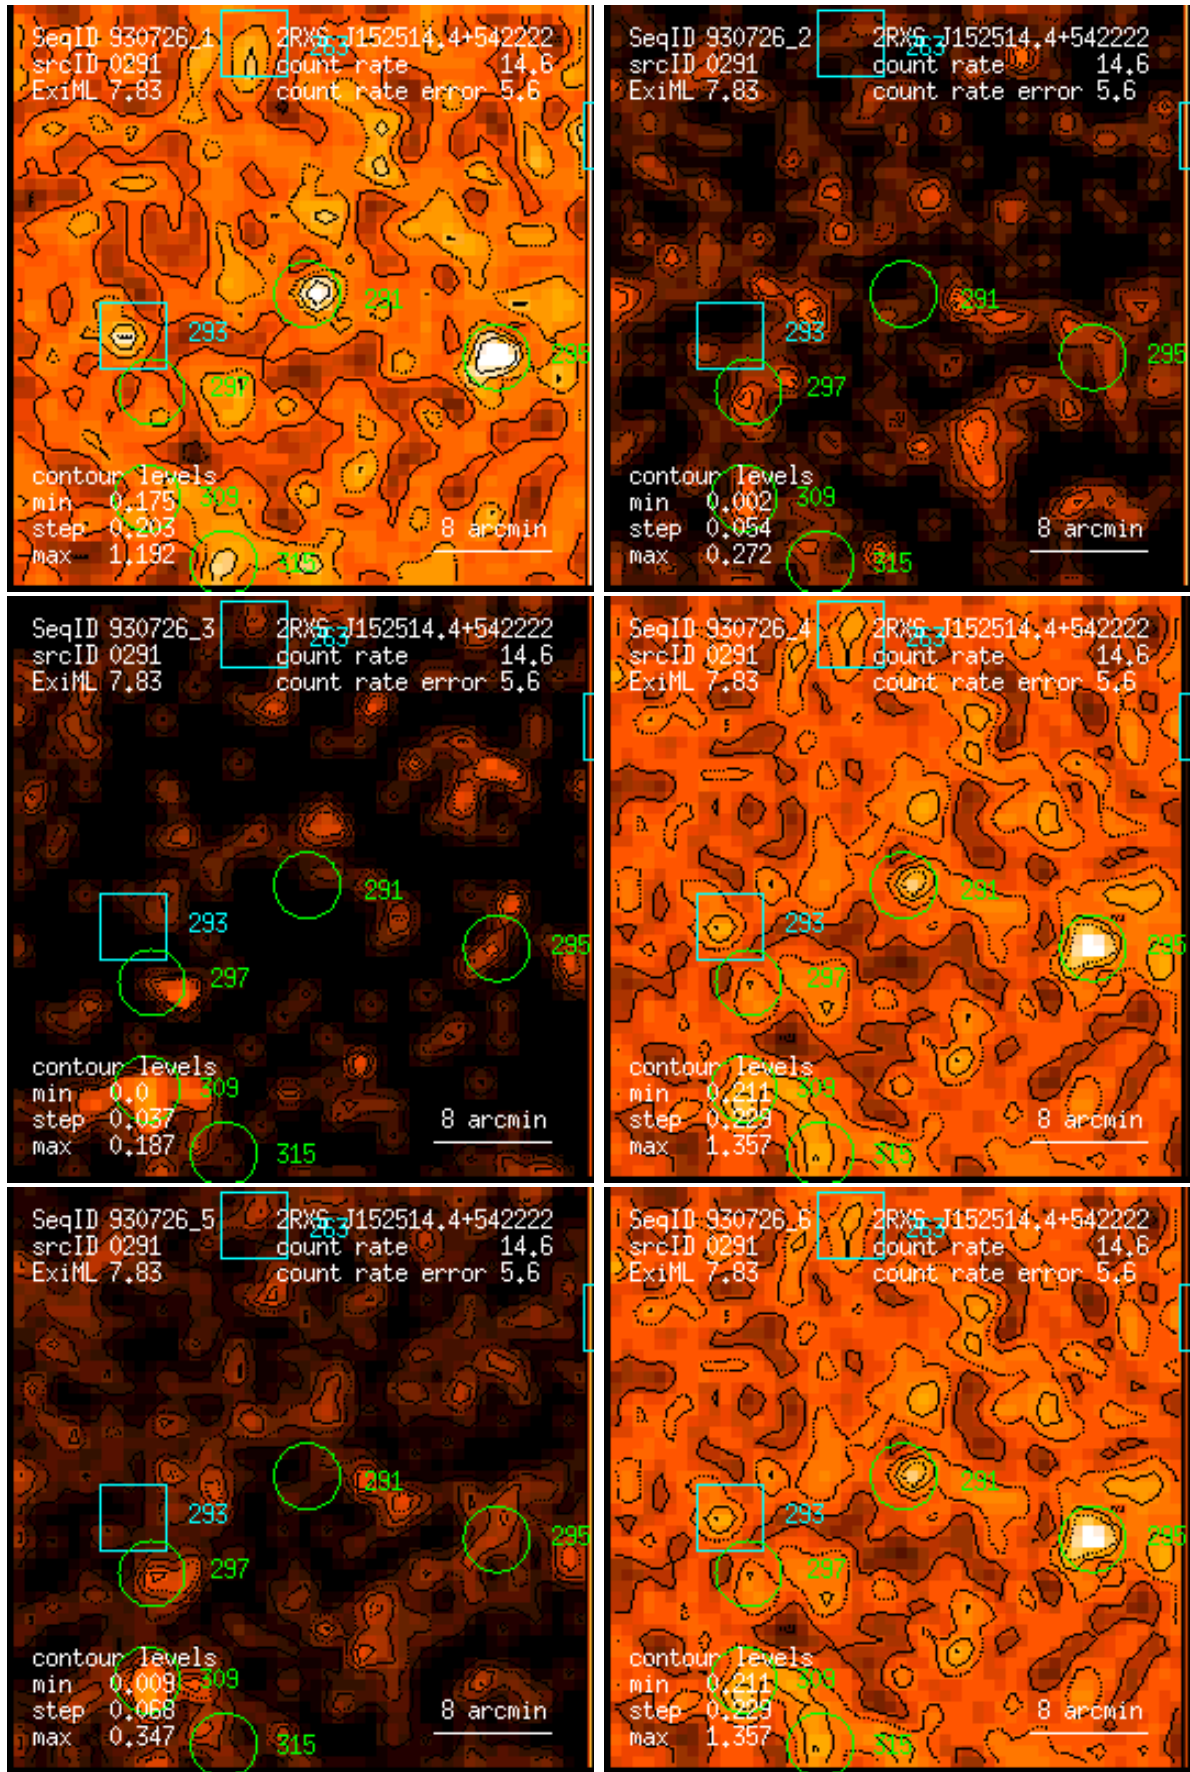 SeqID 930726_1 263 2RXS J152514.4+542222
srcID 0291 count rate 14.6
ExiML 7.83 count rate error 5.6
291
293
295
297
contour levels
min 0.175 309
step 0.203 8 arcmin
max 1.192 315
SeqID 930726_2 263 2RXS J152514.4+542222
srcID 0291 count rate 14.6
ExiML 7.83 count rate error 5.6
291
293
295
297
contour levels
min 0.002 309
step 0.054 8 arcmin
max 0.272 315
SeqID 930726_3 263 2RXS J152514.4+542222
srcID 0291 count rate 14.6
ExiML 7.83 count rate error 5.6
291
293
295
297
contour levels
min 0.0 309
step 0.037 8 arcmin
max 0.187 315
SeqID 930726_4 263 2RXS J152514.4+542222
srcID 0291 count rate 14.6
ExiML 7.83 count rate error 5.6
291
293
295
297
contour levels
min 0.211 309
step 0.229 8 arcmin
max 1.357 315
SeqID 930726_5 263 2RXS J152514.4+542222
srcID 0291 count rate 14.6
ExiML 7.83 count rate error 5.6
291
293
295
297
contour levels
min 0.009 309
step 0.068 8 arcmin
max 0.347 315
SeqID 930726_6 263 2RXS J152514.4+542222
srcID 0291 count rate 14.6
ExiML 7.83 count rate error 5.6
291
293
295
297
contour levels
min 0.211 309
step 0.229 8 arcmin
max 1.357 315